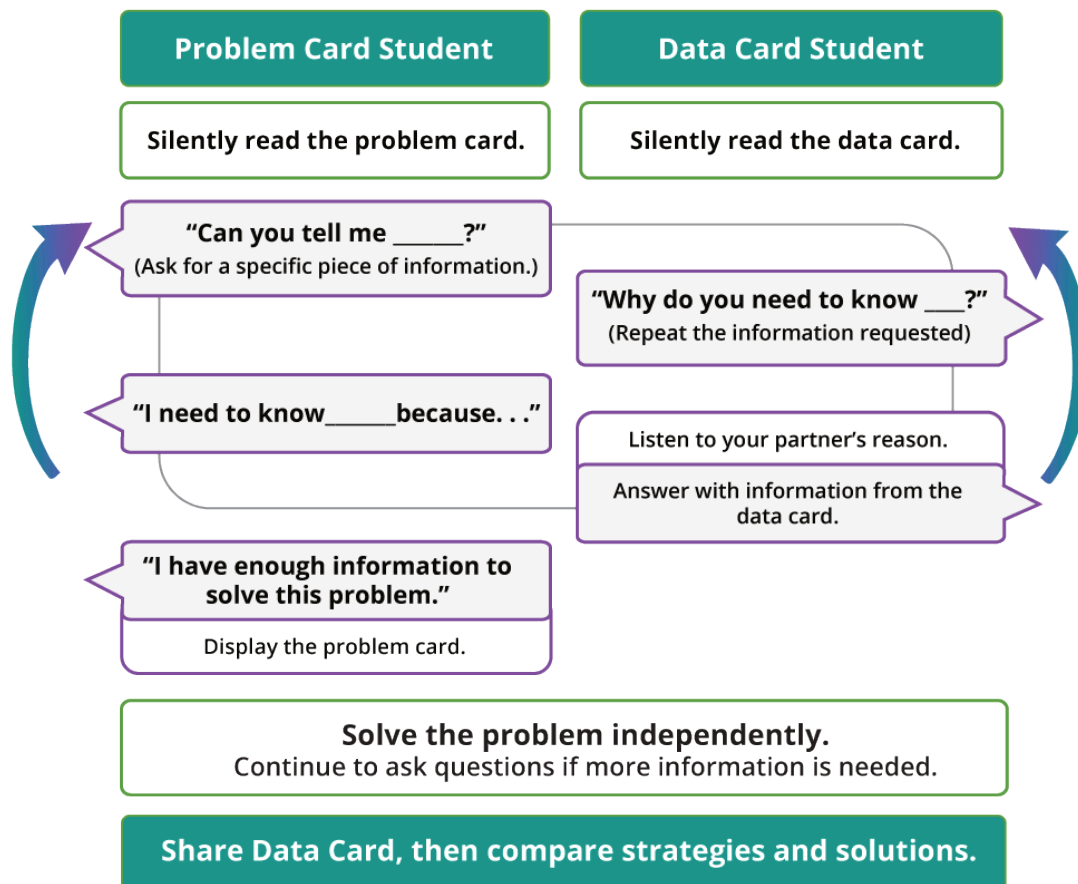 Problem Card Student
Data Card Student
Silently read the problem card.
Silently read the data card.
“Can you tell me ______?”
(Ask for a specific piece of information.)
“Why do you need to know ___?”
(Repeat the information requested)
“I need to know______because. . .”
Listen to your partner’s reason.
Answer with information from the
data card.
“I have enough information to
solve this problem.”
Display the problem card.
Solve the problem independently.
Continue to ask questions if more information is needed.
Share Data Card, then compare strategies and solutions.